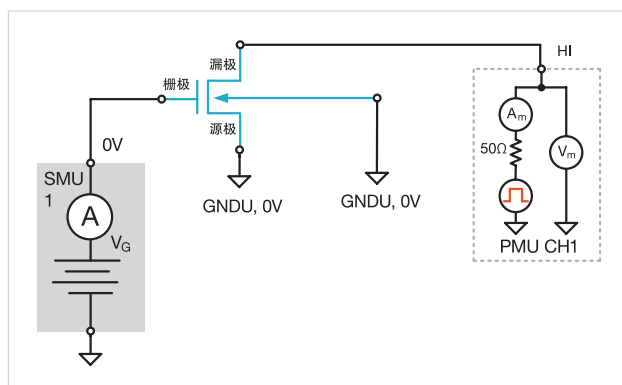 HI
漏极
栅极
源极
0V
SMU
1
A
V_G
GNDU, 0V
GNDU, 0V
A_m
50Ω
V_m
PMU CH1